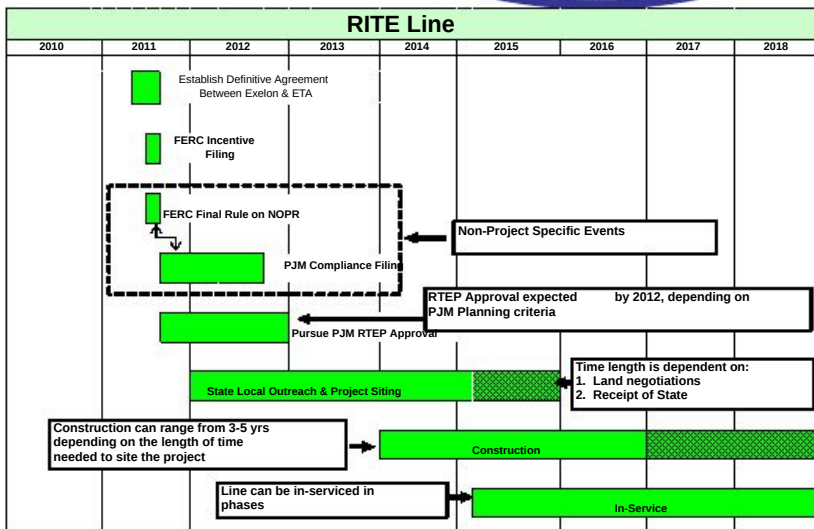 RITE Line
2010 2011 2012 2013 2014 2015 2016 2017 2018
Establish Definitive Agreement
Between Exelon & ETA
FERC Incentive
Filing
FERC Final Rule on NOPR
Non-Project Specific Events
PJM Compliance Filing
RTEP Approval expected by 2012, depending on
PJM Planning criteria
Pursue PJM RTEP Approval
Time length is dependent on:
1. Land negotiations
2. Receipt of State
State Local Outreach & Project Siting
Construction can range from 3-5 yrs
depending on the length of time
needed to site the project
Construction
Line can be in-serviced in
phases
In-Service